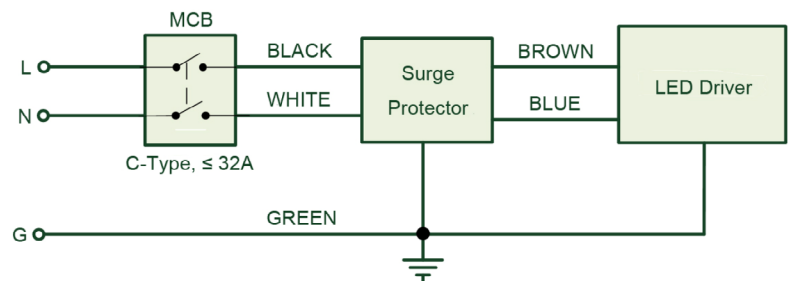 MCB
L
BLACK
BROWN
Surge
Protector
LED Driver
N
WHITE
BLUE
C-Type, ≤ 32A
GREEN
G